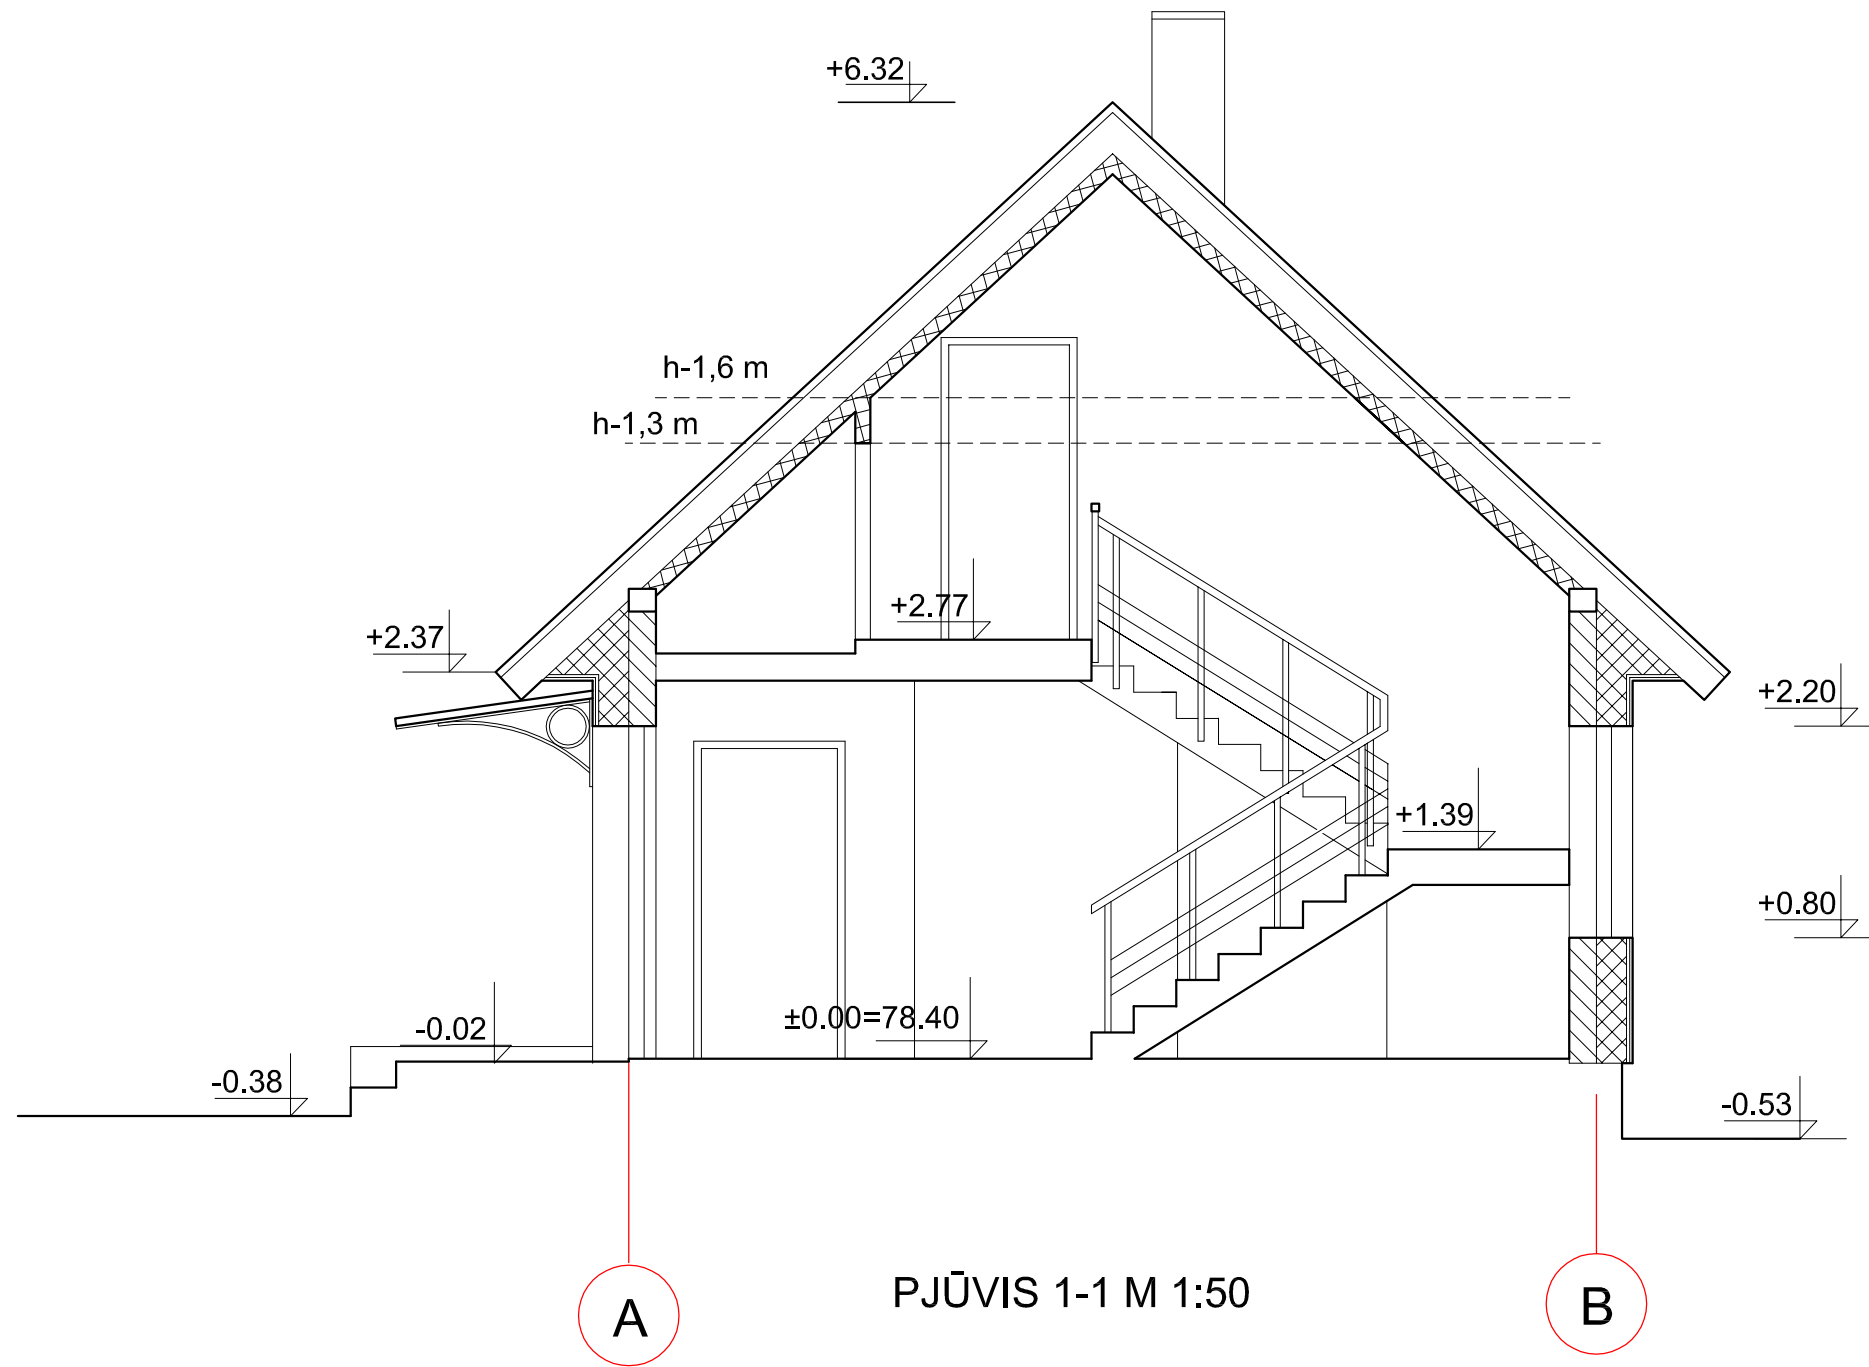 +6.32
h-1,6 m
h-1,3 m
+2.77
+2.37
+2.20
+1.39
+0.80
±0.00=78.40
-0.02
-0.38
-0.53
PJŪVIS 1-1 M 1:50
A
B